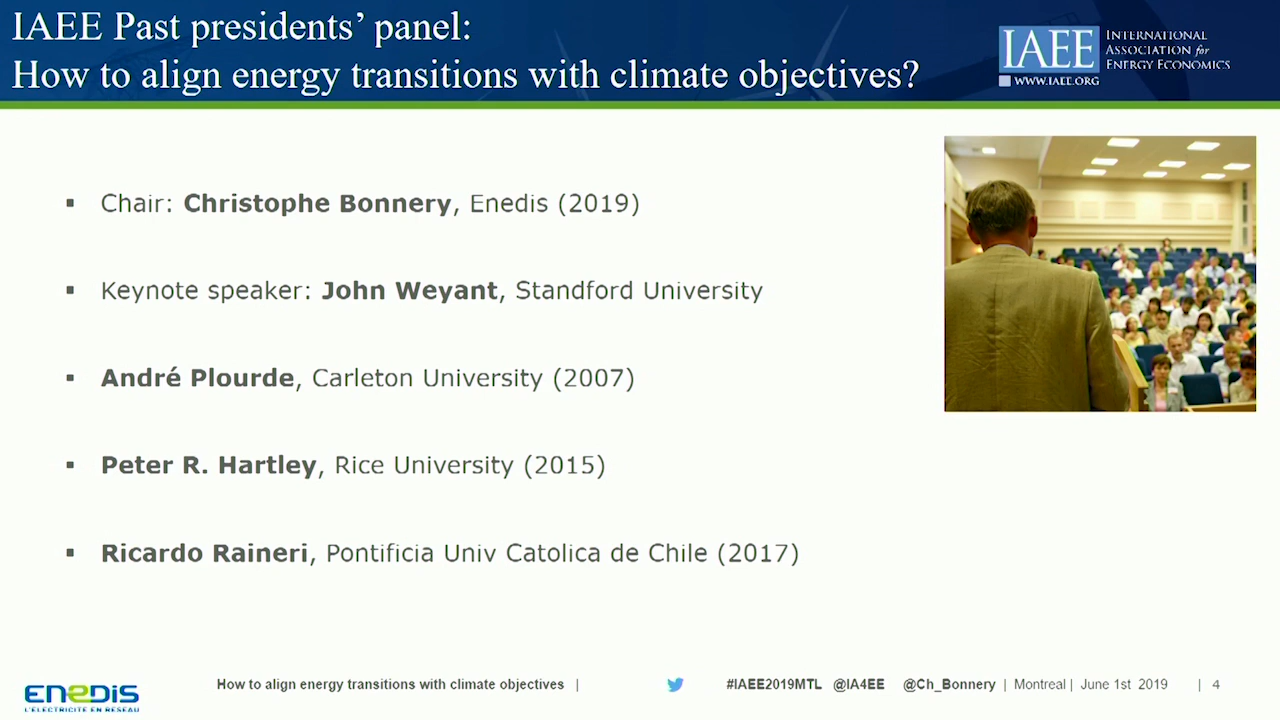 IAEE Past presidents’ panel:
How to align energy transitions with climate objectives?
IAEE
WWW.IAEE.ORG
INTERNATIONAL
ASSOCIATION for
ENERGY ECONOMICS
▪ Chair: Christophe Bonnery, Enedis (2019)
▪ Keynote speaker: John Weyant, Standford University
▪ André Plourde, Carleton University (2007)
▪ Peter R. Hartley, Rice University (2015)
▪ Ricardo Raineri, Pontificia Univ Catolica de Chile (2017)
ENEDIS
L'ELECTRICITE EN RESEAU
How to align energy transitions with climate objectives |
#IAEE2019MTL @IA4EE @Ch_Bonnery | Montreal | June 1st 2019 | 4